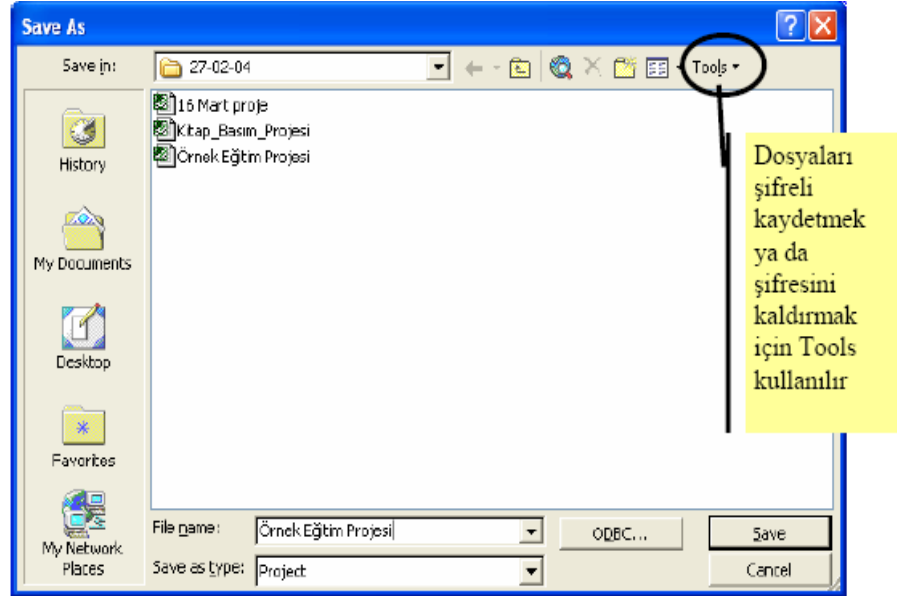 Save As
Save in:
27-02-04
Tools
16 Mart proje
Kitap_Basım_Projesi
Örnek Eğitim Projesi
History
My Documents
Desktop
Favorites
My Network
Places
Dosyaları
şifreli
kaydetmek
ya da
şifresini
kaldırmak
için Tools
kullanılır
File name:
Örnek Eğitim Projesi
ODBC...
Save
Save as type:
Project
Cancel